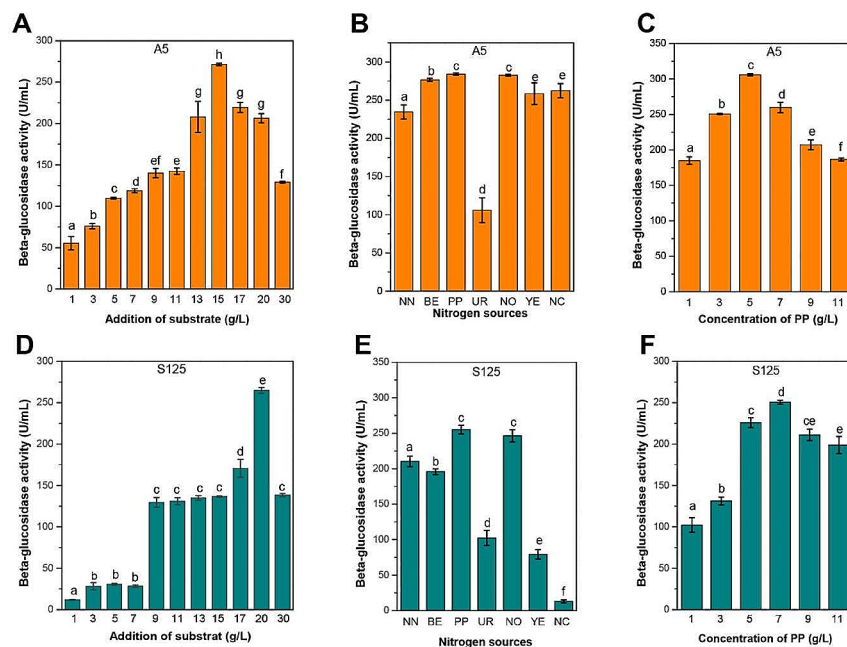 A
A5
Beta-glucosidase activity (U/mL)
300
250
200
150
100
50
0
a
b
c
d
ef
e
g
h
g
g
f
1 3 5 7 9 11 13 15 17 20 30
Addition of substrate (g/L)
B
A5
Beta-glucosidase activity (U/mL)
300
250
200
150
100
50
0
a
b
c
d
c
e
e
NN BE PP UR NO YE NC
Nitrogen sources
C
A5
Beta-glucosidase activity (U/mL)
350
300
250
200
150
100
50
0
a
b
c
d
e
f
1 3 5 7 9 11
Concentration of PP (g/L)
D
S125
Beta-glucosidase activity (U/mL)
300
250
200
150
100
50
0
a
b
b
b
c
c
c
c
d
e
c
1 3 5 7 9 11 13 15 17 20 30
Addition of substrat (g/L)
E
S125
Beta-glucosidase activity (U/mL)
350
300
250
200
150
100
50
0
a
b
c
d
c
e
f
NN BE PP UR NO YE NC
Nitrogen sources
F
S125
Beta-glucosidase activity (U/mL)
300
250
200
150
100
50
0
a
b
c
d
ce
e
1 3 5 7 9 11
Concentration of PP (g/L)